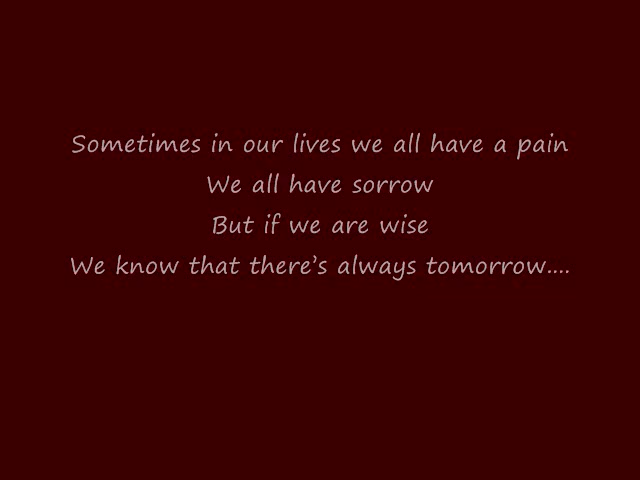 Sometimes in our lives we all have a pain
We all have sorrow
But if we are wise
We know that there’s always tomorrow....